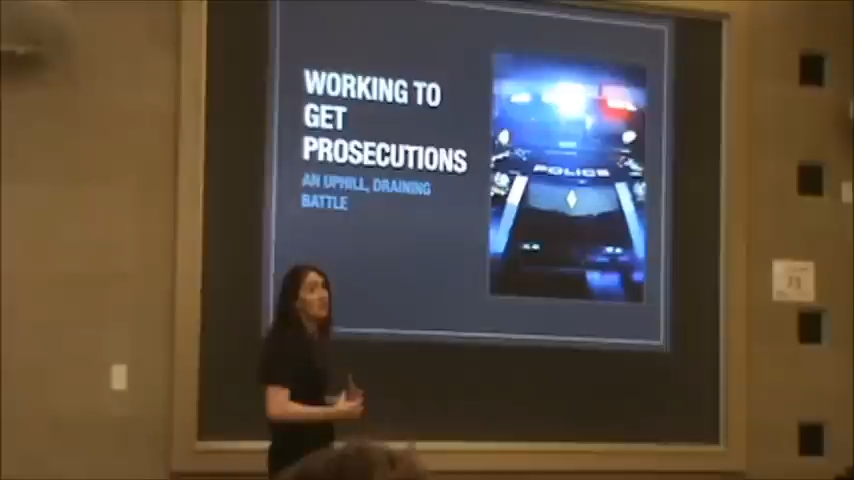 WORKING TO
GET
PROSECUTIONS
AN UPHILL, DRAINING
BATTLE
POLICE